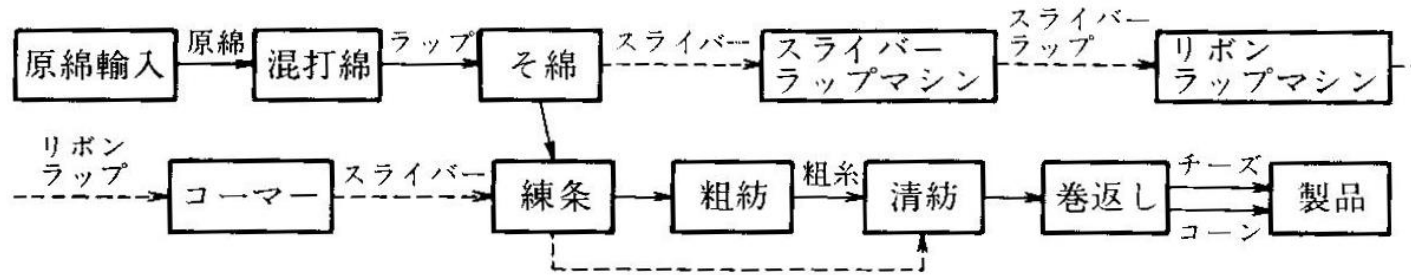 原綿輸入
原綿
混打綿
ラップ
そ綿
スライバー
スライバー
ラップマシン
スライバー
ラップ
リボン
ラップマシン
リボン
ラップ
コーマー
スライバー
練条
粗紡
粗糸
清紡
巻返し
チーズ
コーン
製品